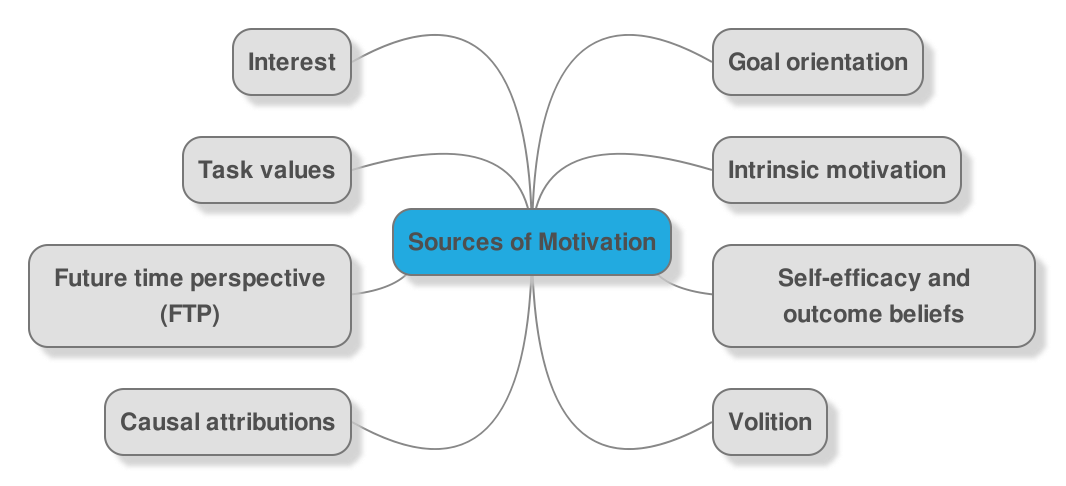 Interest
Goal orientation
Task values
Intrinsic motivation
Sources of Motivation
Future time perspective
(FTP)
Self-efficacy and
outcome beliefs
Causal attributions
Volition